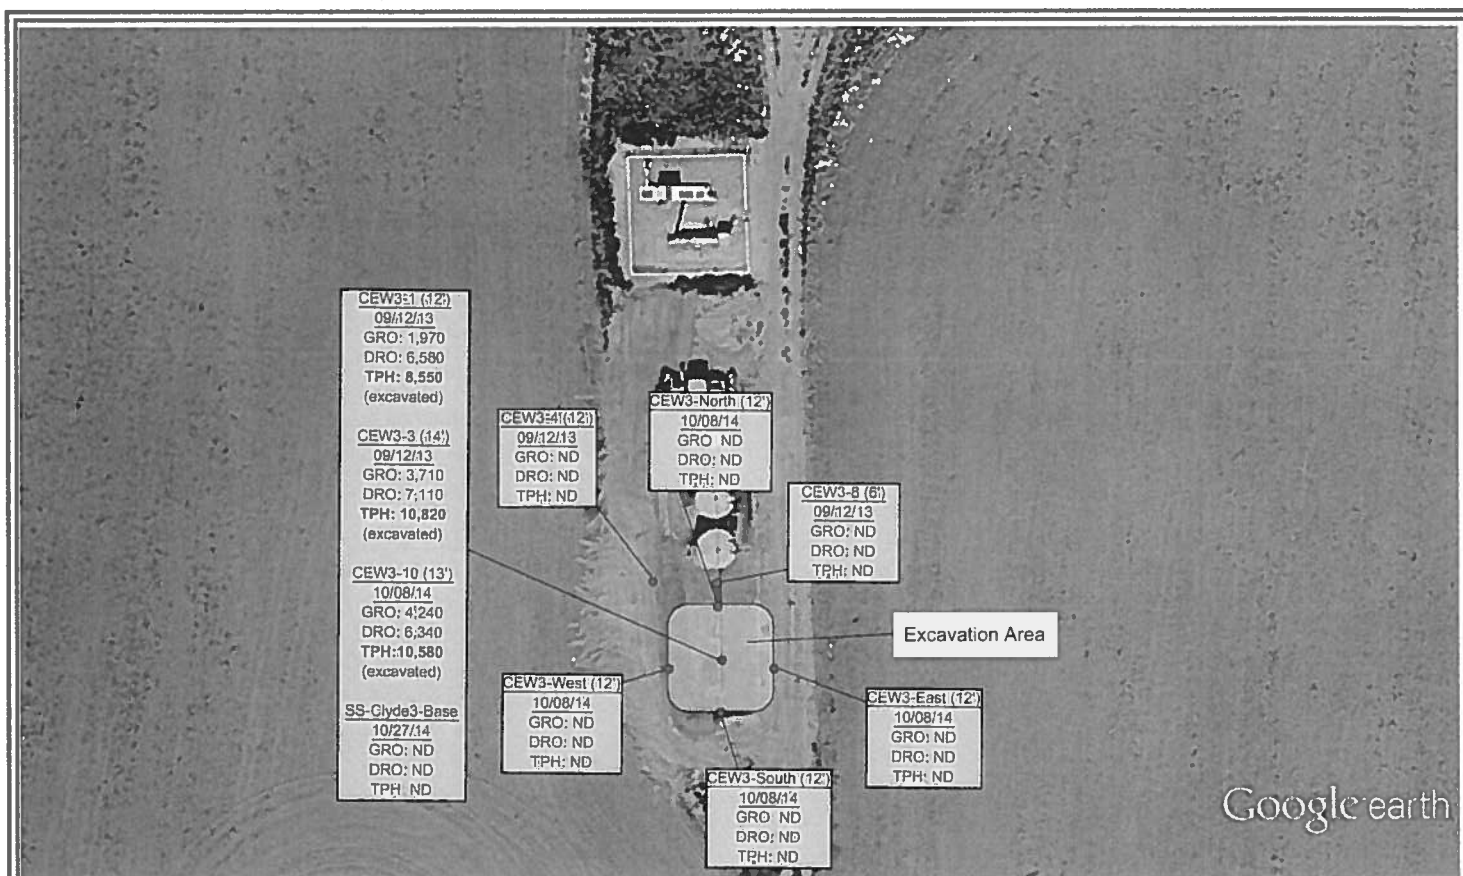 CEW3-1 (12')
09/12/13
GRO: 1,970
DRO: 6,580
TPH: 8,550
(excavated)
CEW3-3 (14')
09/12/13
GRO: 3,710
DRO: 7,110
TPH: 10,820
(excavated)
CEW3-10 (13')
10/08/14
GRO: 4,240
DRO: 6,340
TPH:10,580
(excavated)
SS-Clyde3-Base
10/27/14
GRO: ND
DRO: ND
TPH: ND
CEW3-4 (12')
09/12/13
GRO: ND
DRO: ND
TPH: ND
CEW3-North (12')
10/08/14
GRO: ND
DRO: ND
TPH: ND
CEW3-8 (6')
09/12/13
GRO: ND
DRO: ND
TPH: ND
Excavation Area
CEW3-West (12')
10/08/14
GRO: ND
DRO: ND
TPH: ND
CEW3-East (12')
10/08/14
GRO: ND
DRO: ND
TPH: ND
CEW3-South (12')
10/08/14
GRO: ND
DRO: ND
TPH: ND
Google earth